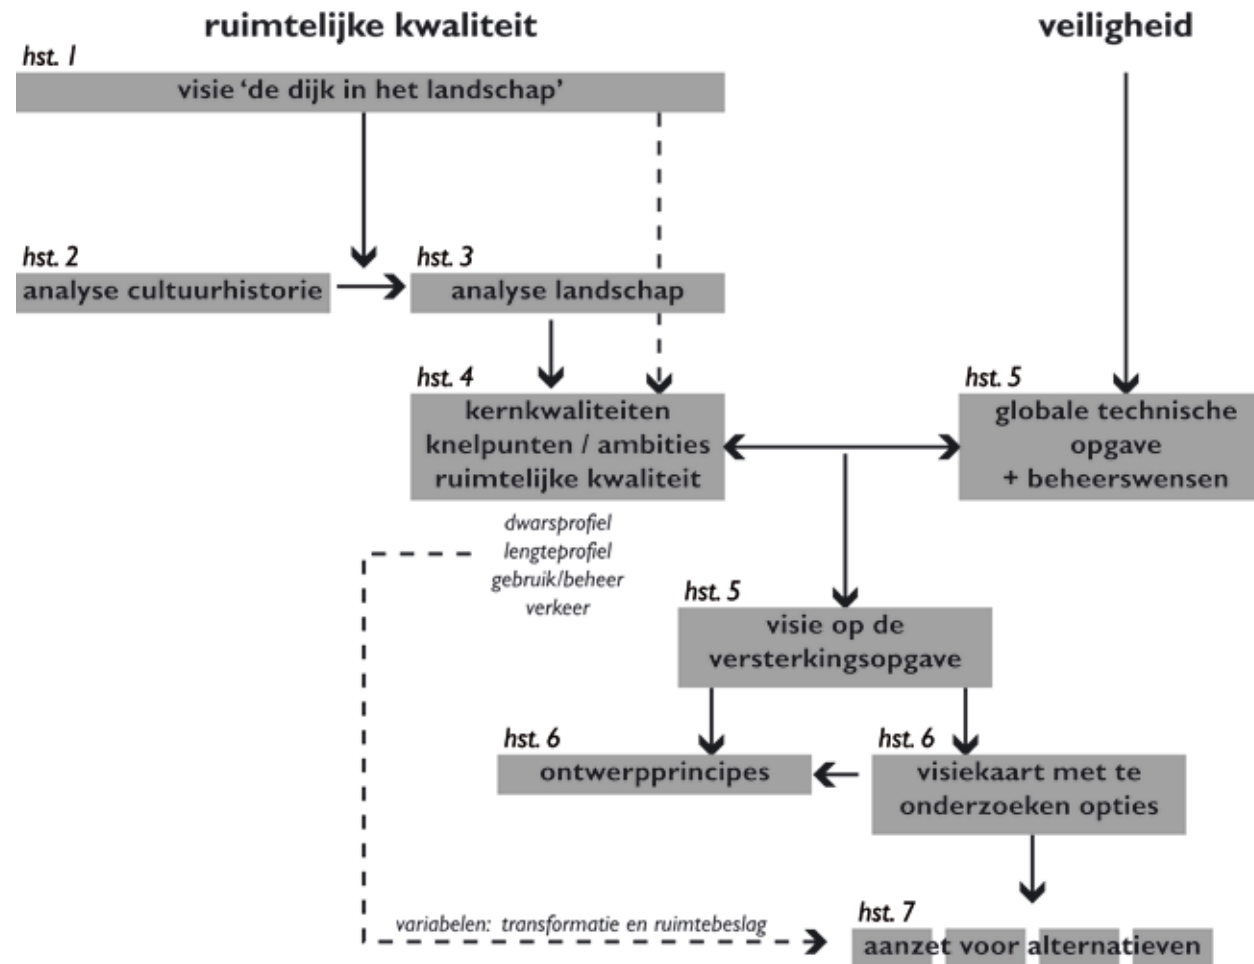 ruimtelijke kwaliteit
veiligheid
hst. 1
visie ‘de dijk in het landschap’
hst. 2
analyse cultuurhistorie
hst. 3
analyse landschap
hst. 4
kernkwaliteiten
knelpunten / ambities
ruimtelijke kwaliteit
hst. 5
globale technische
opgave
+ beheerswensen
dwarsprofiel
lengteprofiel
gebruik/beheer
verkeer
hst. 5
visie op de
versterkingsopgave
hst. 6
ontwerpprincipes
hst. 6
visiekaart met te
onderzoeken opties
variabelen: transformatie en ruimtebeslag
hst. 7
aanzet voor alternatieven